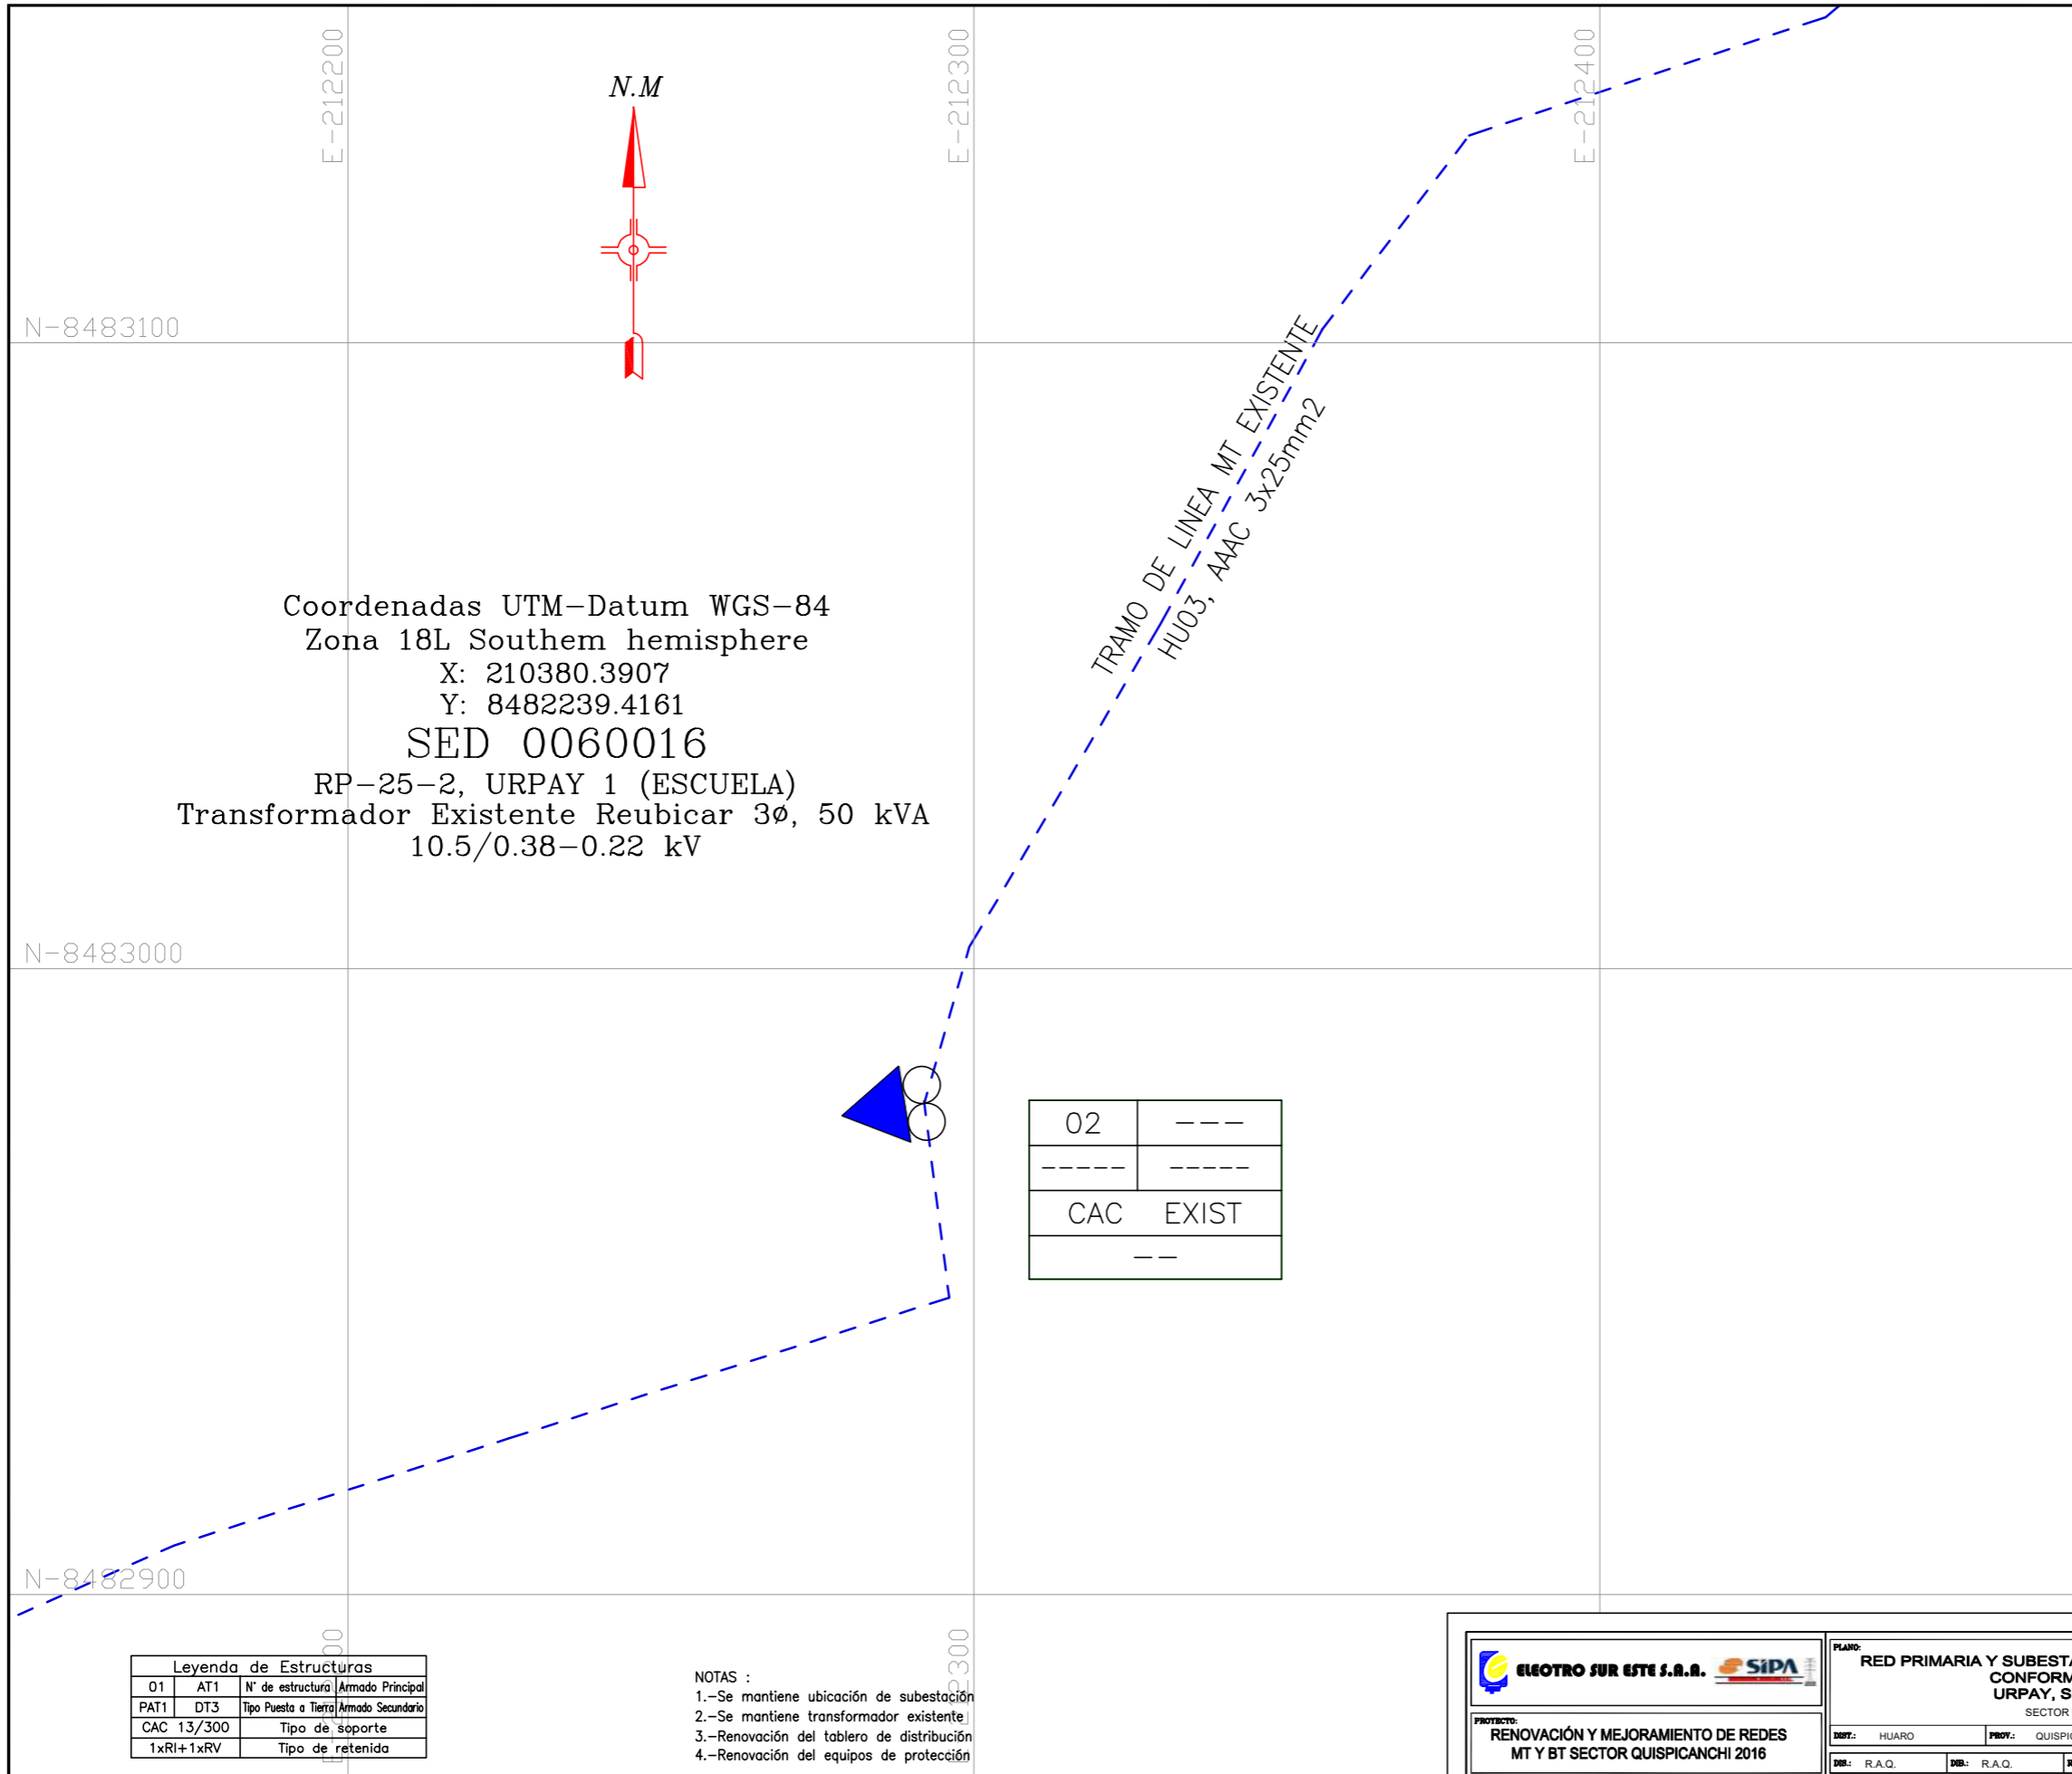 E-212200
E-212300
E-212400
N.M
N-8483100
TRAMO DE LINEA MT EXISTENTE
HU03, AAAC 3x25mm2
Coordenadas UTM-Datum WGS-84
Zona 18L Southem hemisphere
X: 210380.3907
Y: 8482239.4161
SED 0060016
RP-25-2, URPAY 1 (ESCUELA)
Transformador Existente Reubicar 3ø, 50 kVA
10.5/0.38-0.22 kV
N-8483000
02 ---
----- -----
CAC EXIST
--
N-8482900
E-212300
Leyenda de Estructuras
01 AT1 N° de estructura Armado Principal
PAT1 DT3 Tipo Puesta a Tierra Armado Secundario
CAC 13/300 Tipo de soporte
1xRI+1xRV Tipo de retenida
NOTAS :
1.-Se mantiene ubicación de subestación
2.-Se mantiene transformador existente
3.-Renovación del tablero de distribución
4.-Renovación del equipos de protección
ELECTRO SUR ESTE S.A.A. SIPA
PROYECTO:
RENOVACIÓN Y MEJORAMIENTO DE REDES
MT Y BT SECTOR QUISPICANCHI 2016
PLANO:
RED PRIMARIA Y SUBESTA
CONFORM
URPAY, S
SECTOR
DIST.: HUARO PROV.: QUISPIC
DIS.: R.A.Q. DIB.: R.A.Q.